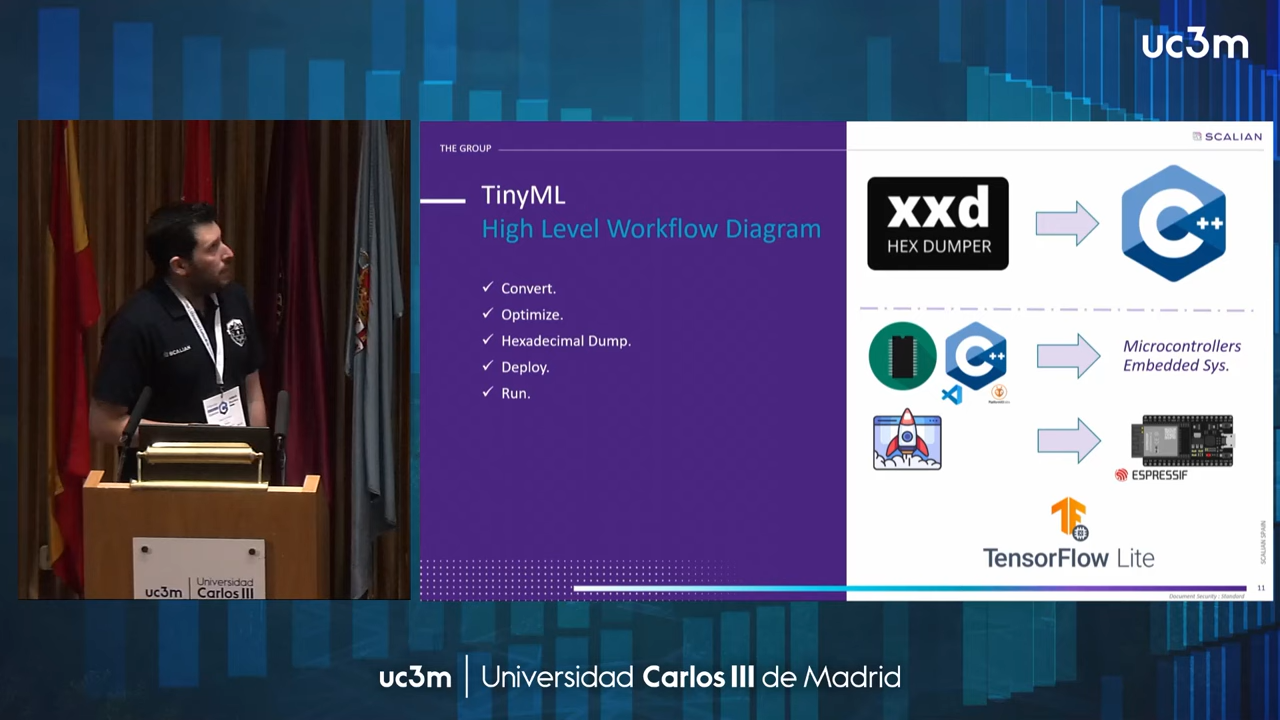 uc3m
THE GROUP
SCALIAN
TinyML
High Level Workflow Diagram
✓ Convert.
✓ Optimize.
✓ Hexadecimal Dump.
✓ Deploy.
✓ Run.
xxd
HEX DUMPER
C++
C++
Microcontrollers
Embedded Sys.
ESPRESSIF
TensorFlow Lite
SCALIAN SPAIN
11
Document Security : Standard
SCALIAN
uc3m
Universidad
Carlos III
uc3m | Universidad Carlos III de Madrid